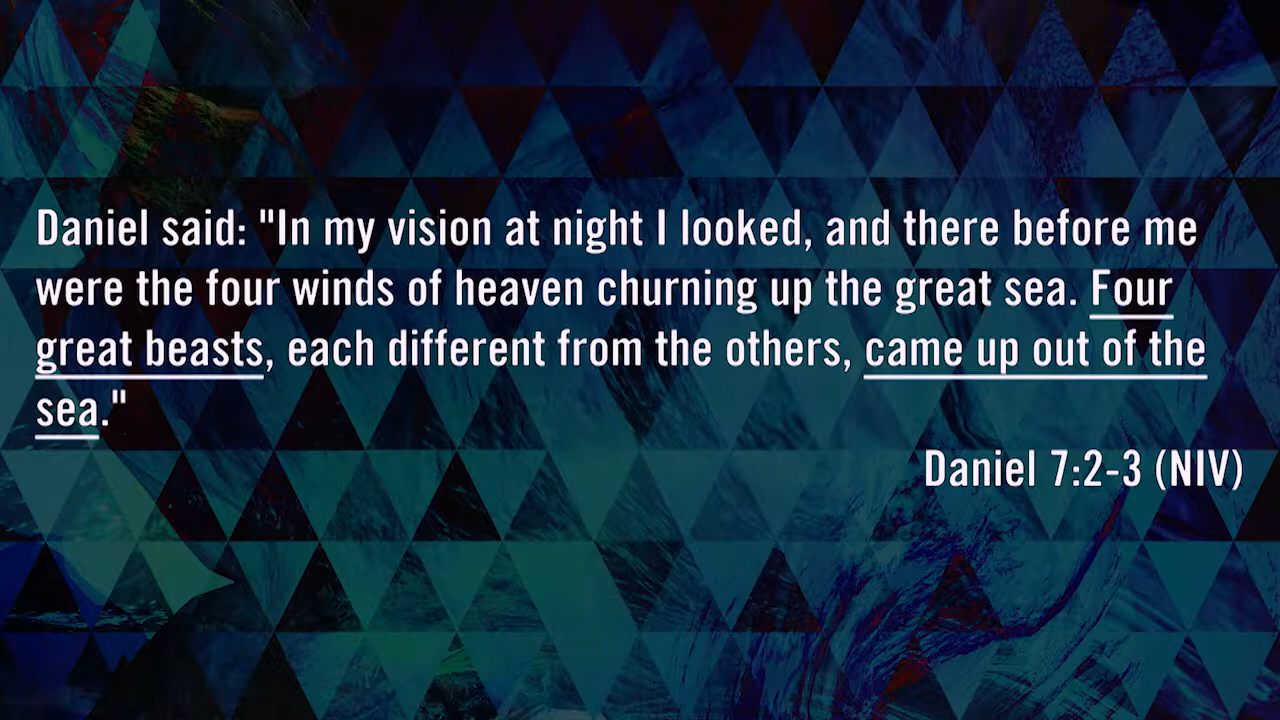 Daniel said: "In my vision at night I looked, and there before me
were the four winds of heaven churning up the great sea. Four
great beasts, each different from the others, came up out of the
sea."
Daniel 7:2-3 (NIV)